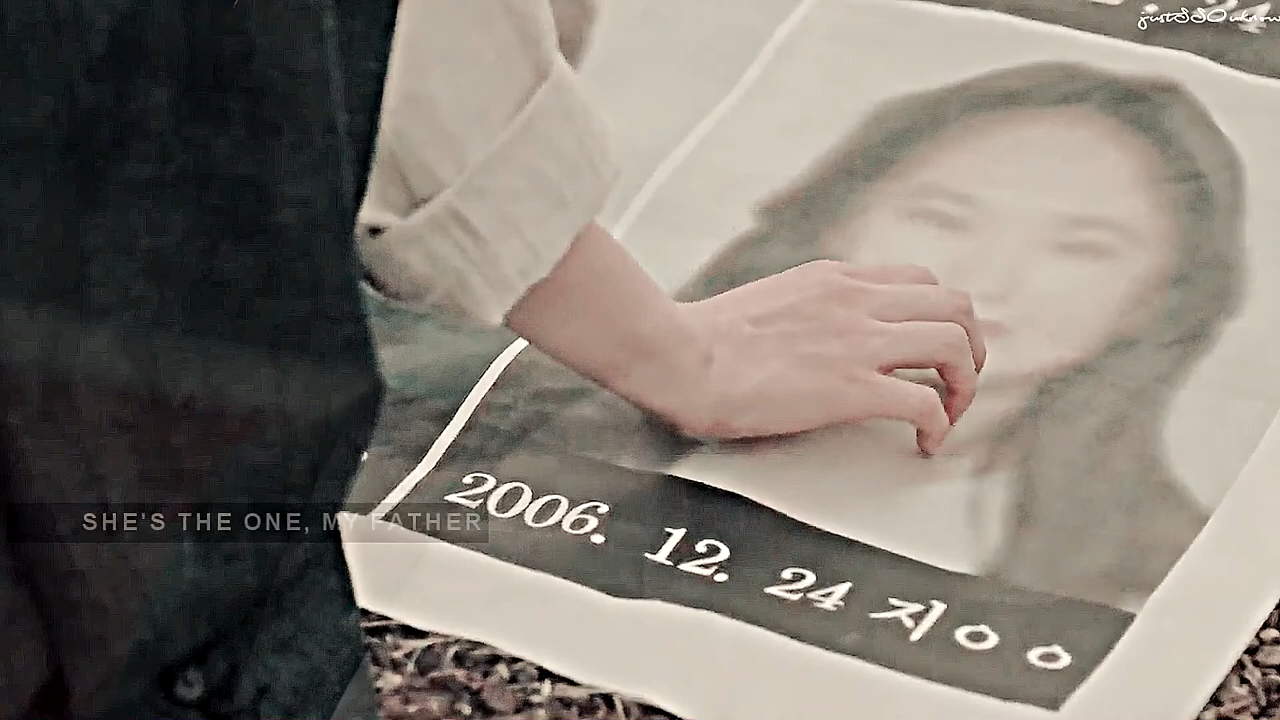 SHE'S THE ONE, MY FATHER
2006. 12. 24 지ㅇㅇ